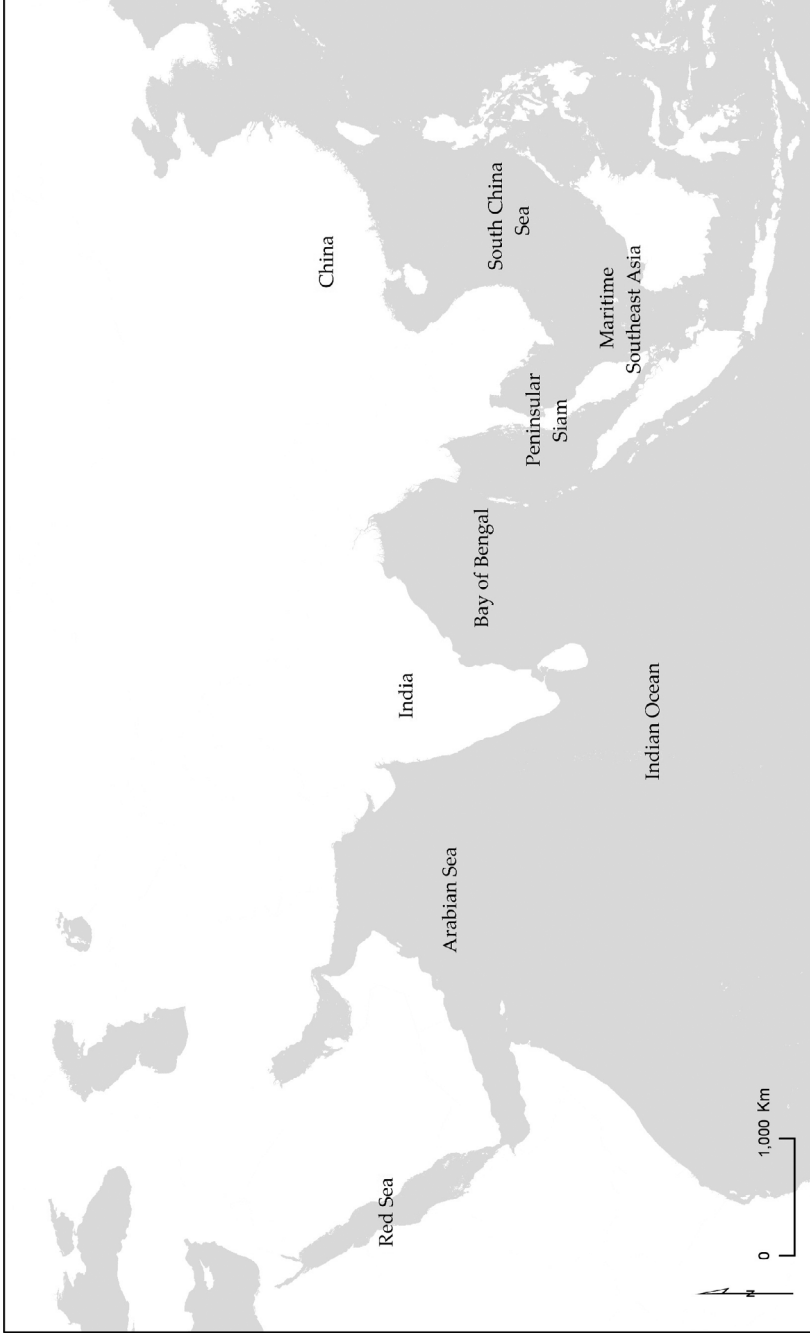 China
South China
Sea
Maritime
Southeast Asia
Peninsular
Siam
Bay of Bengal
India
Indian Ocean
Arabian Sea
Red Sea
0
1,000 Km
N